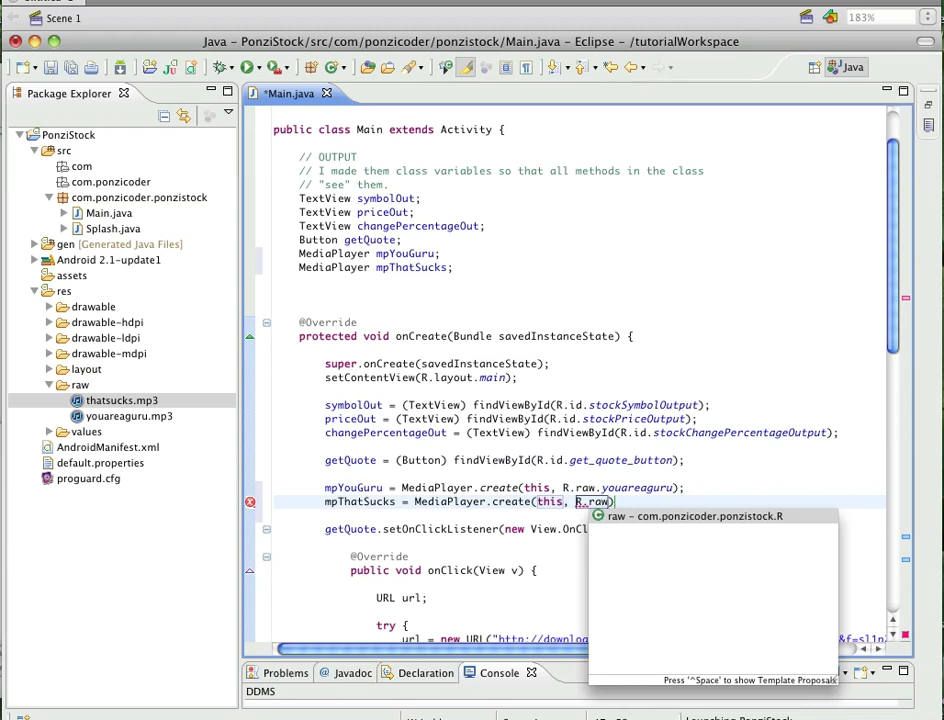 Scene 1
183%
Java - PonziStock/src/com/ponzicoder/ponzistock/Main.java - Eclipse - /tutorialWorkspace
Java
Package Explorer
*Main.java
PonziStock
src
com
com.ponzicoder
com.ponzicoder.ponzistock
Main.java
Splash.java
gen [Generated Java Files]
Android 2.1-update1
assets
res
drawable
drawable-hdpi
drawable-ldpi
drawable-mdpi
layout
raw
thatsucks.mp3
youareaguru.mp3
values
AndroidManifest.xml
default.properties
proguard.cfg
public class Main extends Activity {
// OUTPUT
// I made them class variables so that all methods in the class
// "see" them.
TextView symbolOut;
TextView priceOut;
TextView changePercentageOut;
Button getQuote;
MediaPlayer mpYouGuru;
MediaPlayer mpThatSucks;
@Override
protected void onCreate(Bundle savedInstanceState) {
super.onCreate(savedInstanceState);
setContentView(R.layout.main);
symbolOut = (TextView) findViewById(R.id.stockSymbolOutput);
priceOut = (TextView) findViewById(R.id.stockPriceOutput);
changePercentageOut = (TextView) findViewById(R.id.stockChangePercentageOutput);
getQuote = (Button) findViewById(R.id.get_quote_button);
mpYouGuru = MediaPlayer.create(this, R.raw.youareaguru);
mpThatSucks = MediaPlayer.create(this, R.raw)
raw - com.ponzicoder.ponzistock.R
getQuote.setOnClickListener(new View.OnCl
@Override
public void onClick(View v) {
URL url;
try {
url = new URL("http://downloa
Press '^Space' to show Template Proposals
Problems
@ Javadoc
Declaration
Console
DDMS